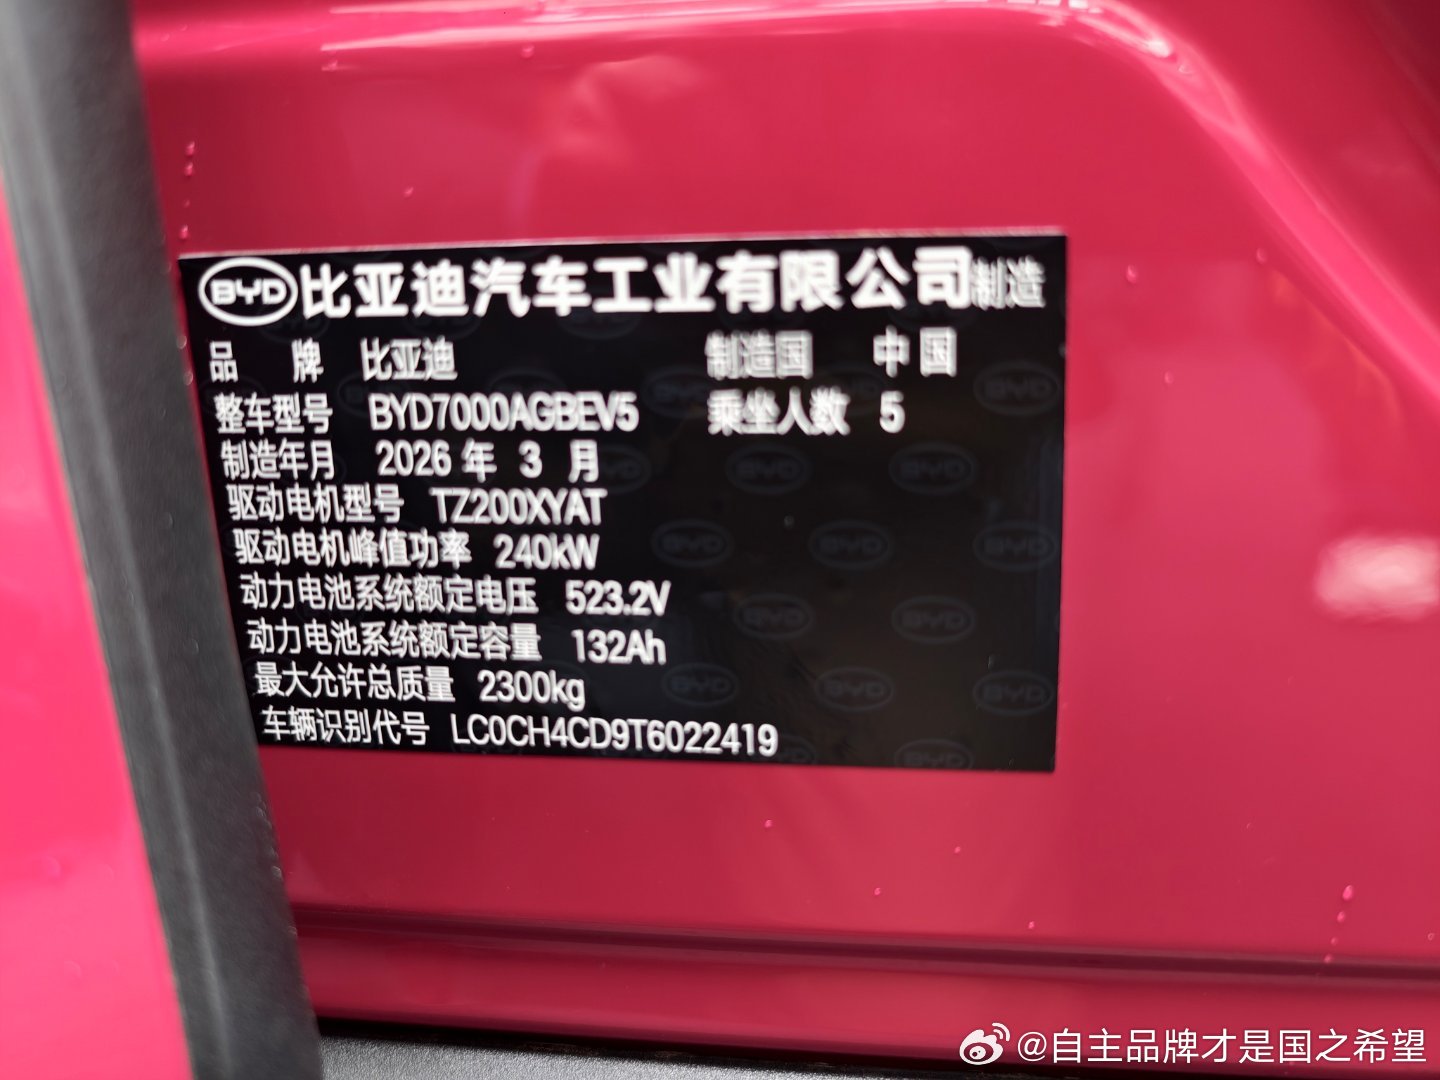 BYD 比亚迪汽车工业有限公司制造
品 牌 比亚迪 制造国 中国
整车型号 BYD7000AGBEV5 乘坐人数 5
制造年月 2026 年 3 月
驱动电机型号 TZ200XYAT
驱动电机峰值功率 240kW
动力电池系统额定电压 523.2V
动力电池系统额定容量 132Ah
最大允许总质量 2300kg
车辆识别代号 LC0CH4CD9T6022419
@自主品牌才是国之希望